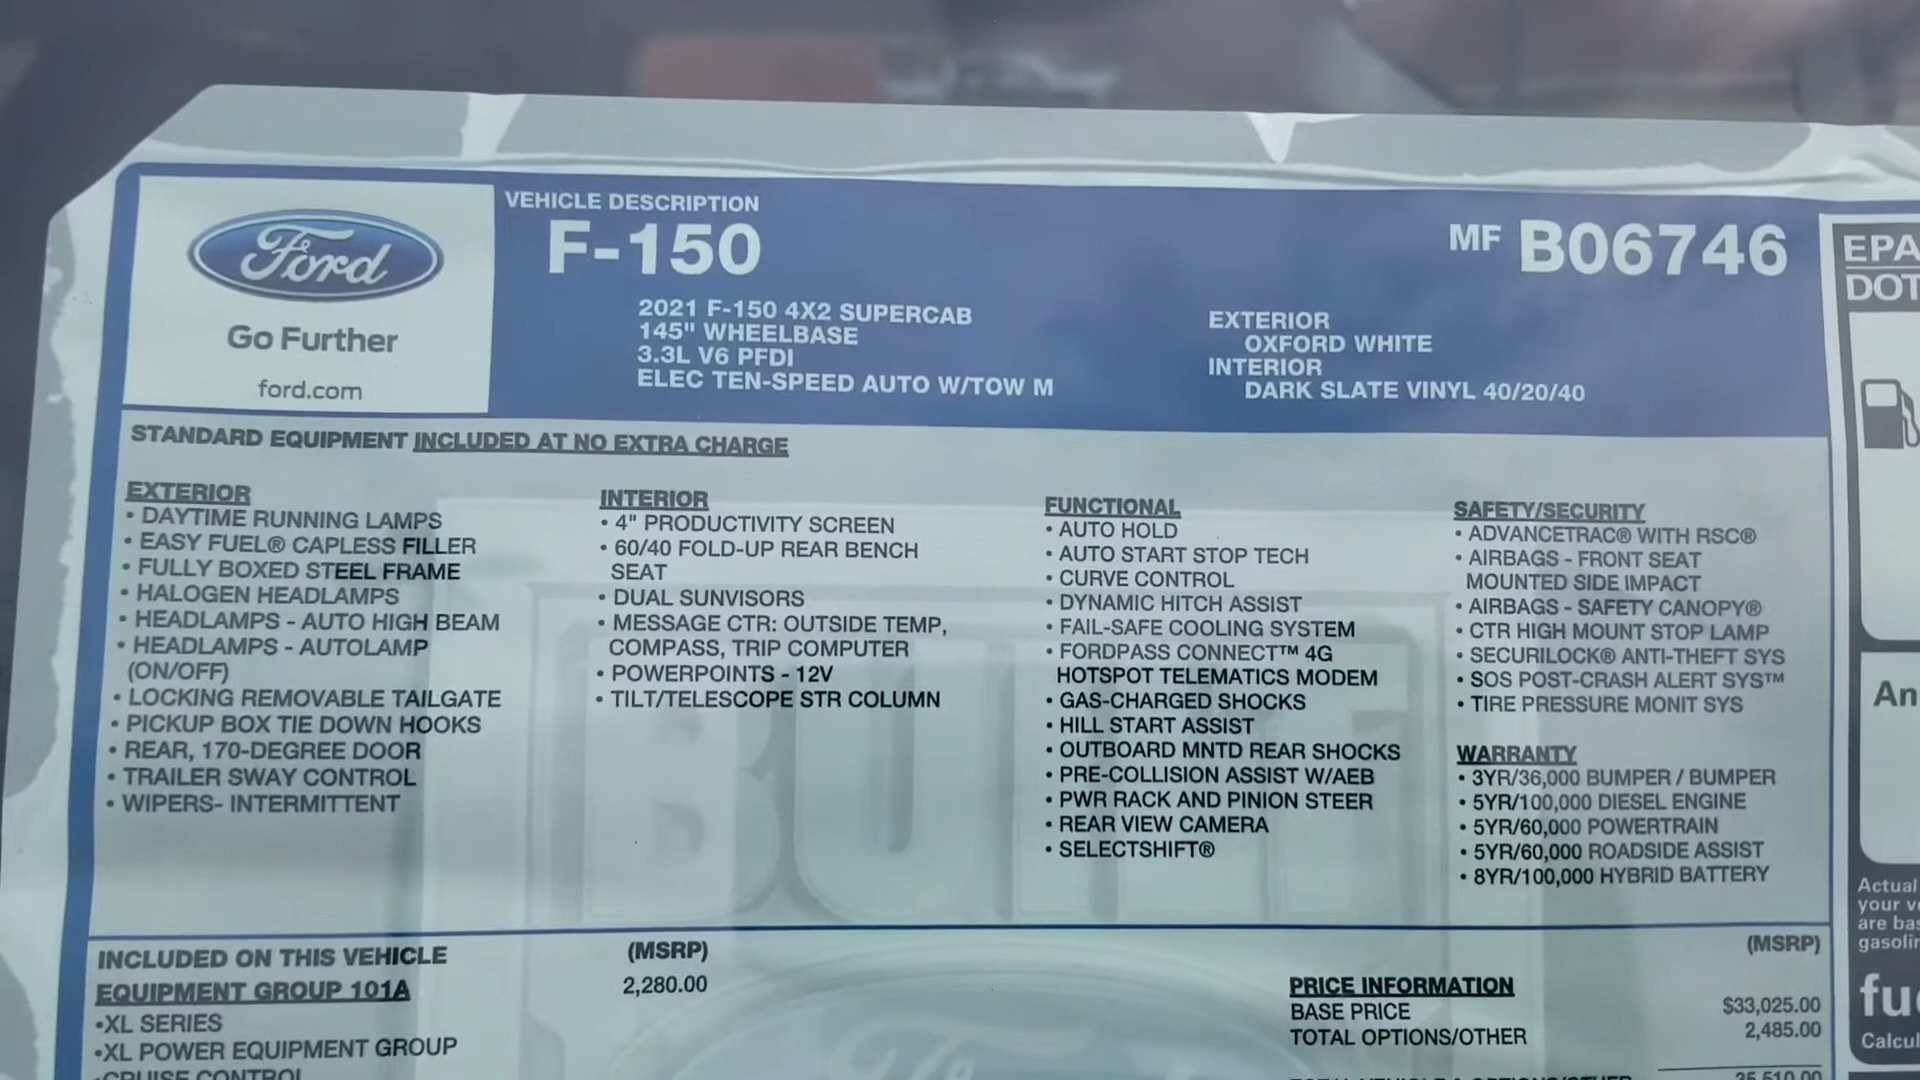 Ford
Go Further
ford.com
VEHICLE DESCRIPTION
F-150
2021 F-150 4X2 SUPERCAB
145" WHEELBASE
3.3L V6 PFDI
ELEC TEN-SPEED AUTO W/TOW M
MF B06746
EXTERIOR
OXFORD WHITE
INTERIOR
DARK SLATE VINYL 40/20/40
STANDARD EQUIPMENT INCLUDED AT NO EXTRA CHARGE
EXTERIOR
• DAYTIME RUNNING LAMPS
• EASY FUEL® CAPLESS FILLER
• FULLY BOXED STEEL FRAME
• HALOGEN HEADLAMPS
• HEADLAMPS - AUTO HIGH BEAM
• HEADLAMPS - AUTOLAMP
(ON/OFF)
• LOCKING REMOVABLE TAILGATE
• PICKUP BOX TIE DOWN HOOKS
• REAR, 170-DEGREE DOOR
• TRAILER SWAY CONTROL
• WIPERS- INTERMITTENT
INTERIOR
• 4" PRODUCTIVITY SCREEN
• 60/40 FOLD-UP REAR BENCH
SEAT
• DUAL SUNVISORS
• MESSAGE CTR: OUTSIDE TEMP,
COMPASS, TRIP COMPUTER
• POWERPOINTS - 12V
• TILT/TELESCOPE STR COLUMN
FUNCTIONAL
• AUTO HOLD
• AUTO START STOP TECH
• CURVE CONTROL
• DYNAMIC HITCH ASSIST
• FAIL-SAFE COOLING SYSTEM
• FORDPASS CONNECT™ 4G
HOTSPOT TELEMATICS MODEM
• GAS-CHARGED SHOCKS
• HILL START ASSIST
• OUTBOARD MNTD REAR SHOCKS
• PRE-COLLISION ASSIST W/AEB
• PWR RACK AND PINION STEER
• REAR VIEW CAMERA
• SELECTSHIFT®
SAFETY/SECURITY
• ADVANCETRAC® WITH RSC®
• AIRBAGS - FRONT SEAT
MOUNTED SIDE IMPACT
• AIRBAGS - SAFETY CANOPY®
• CTR HIGH MOUNT STOP LAMP
• SECURILOCK® ANTI-THEFT SYS
• SOS POST-CRASH ALERT SYS™
• TIRE PRESSURE MONIT SYS
WARRANTY
• 3YR/36,000 BUMPER / BUMPER
• 5YR/100,000 DIESEL ENGINE
• 5YR/60,000 POWERTRAIN
• 5YR/60,000 ROADSIDE ASSIST
• 8YR/100,000 HYBRID BATTERY
INCLUDED ON THIS VEHICLE (MSRP)
EQUIPMENT GROUP 101A 2,280.00
•XL SERIES
•XL POWER EQUIPMENT GROUP
•CRUISE CONTROL
(MSRP)
PRICE INFORMATION
BASE PRICE $33,025.00
TOTAL OPTIONS/OTHER 2,485.00
EPA
DOT
An
Actual
your
are
fu
Calcul